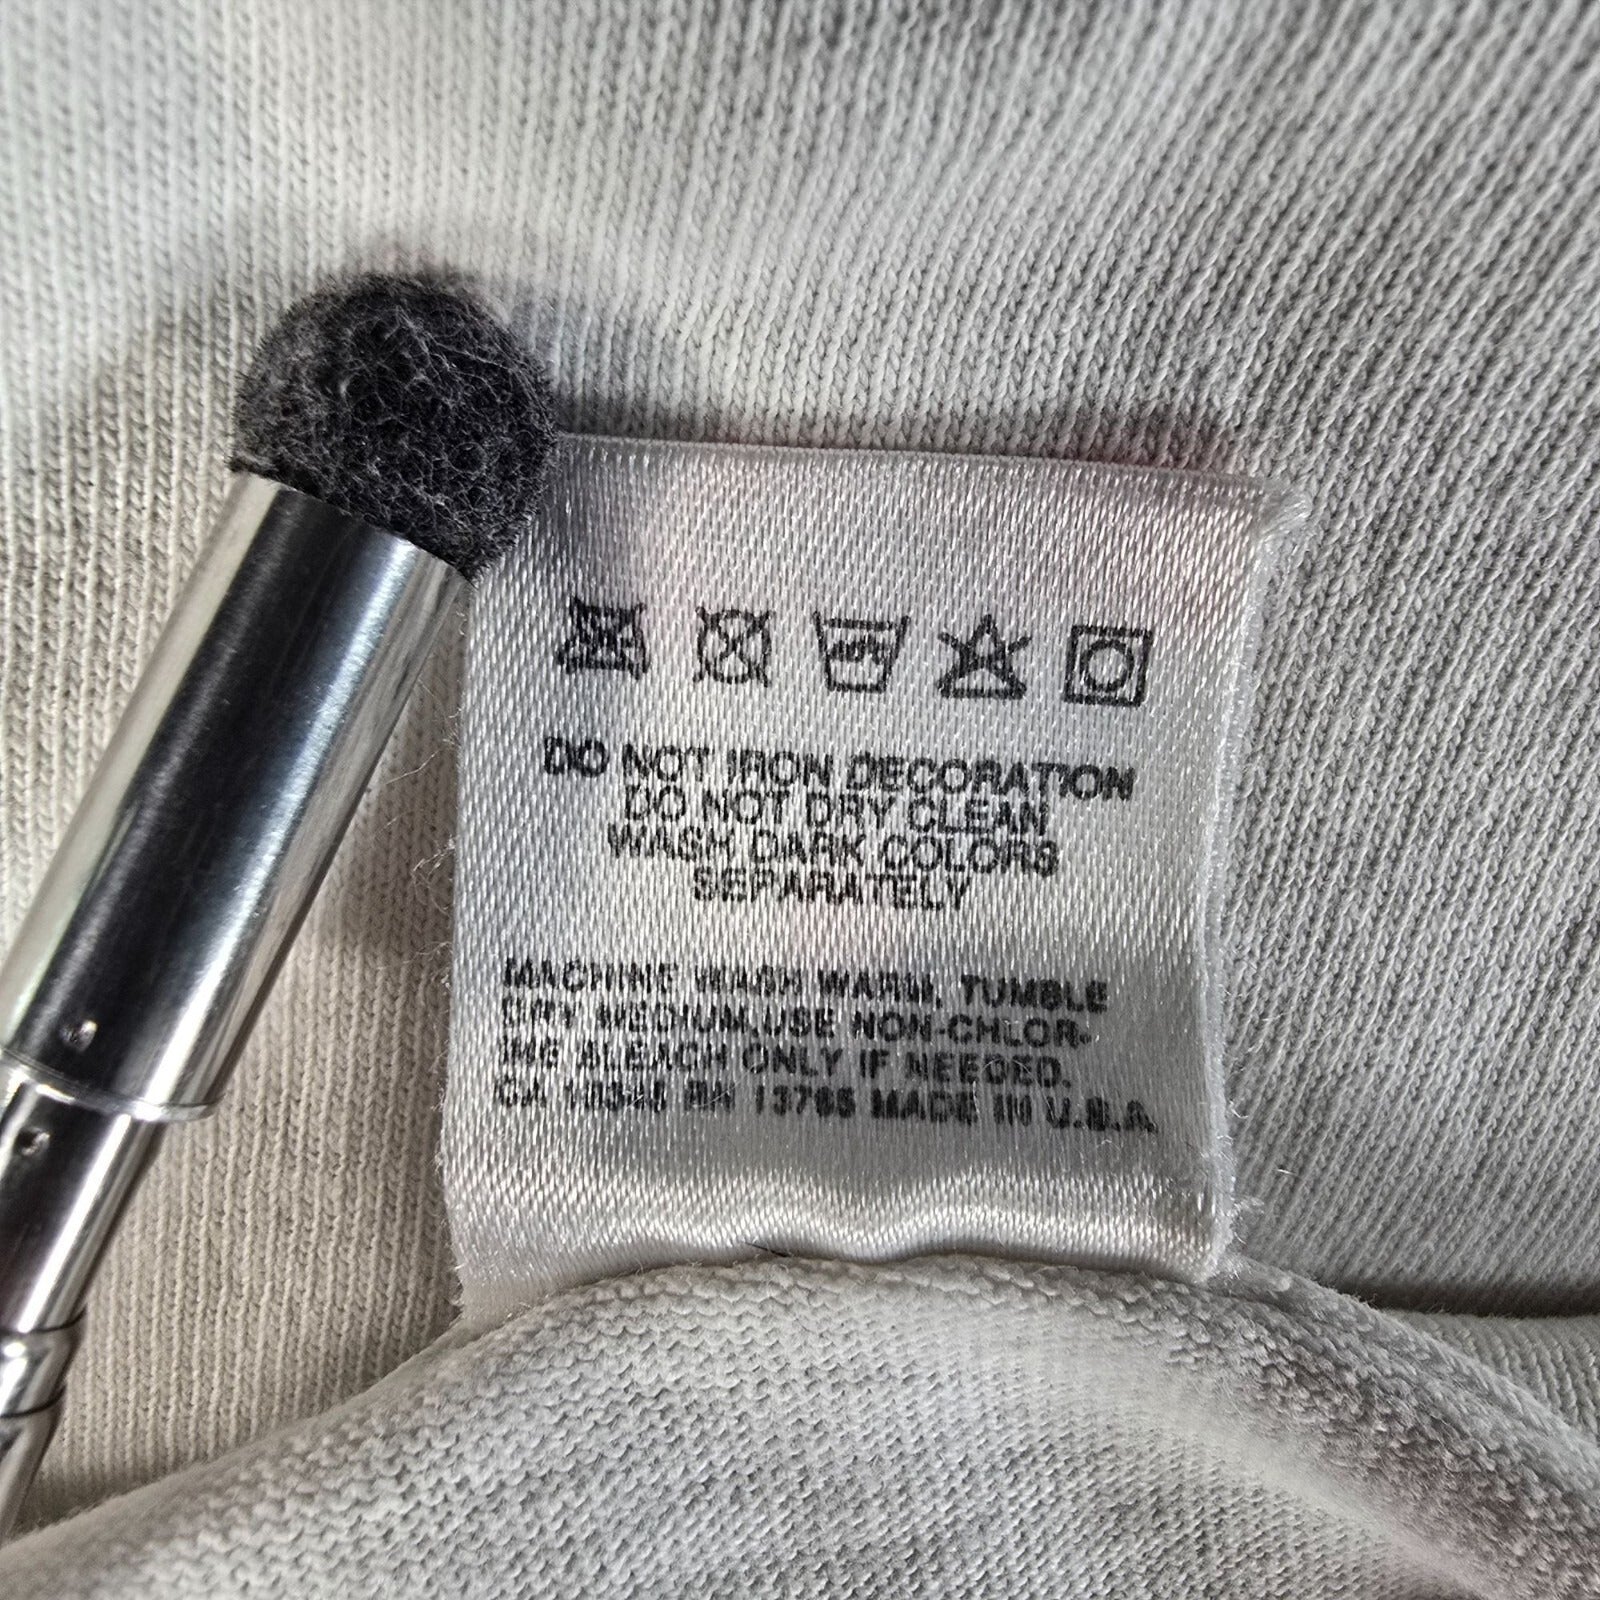 DO NOT IRON DECORATION
DO NOT DRY CLEAN
WASH DARK COLORS
SEPARATELY
MACHINE WASH WARM, TUMBLE
DRY MEDIUM, USE NON-CHLOR-
INE BLEACH ONLY IF NEEDED.
CA RN 13765 MADE IN U.S.A.